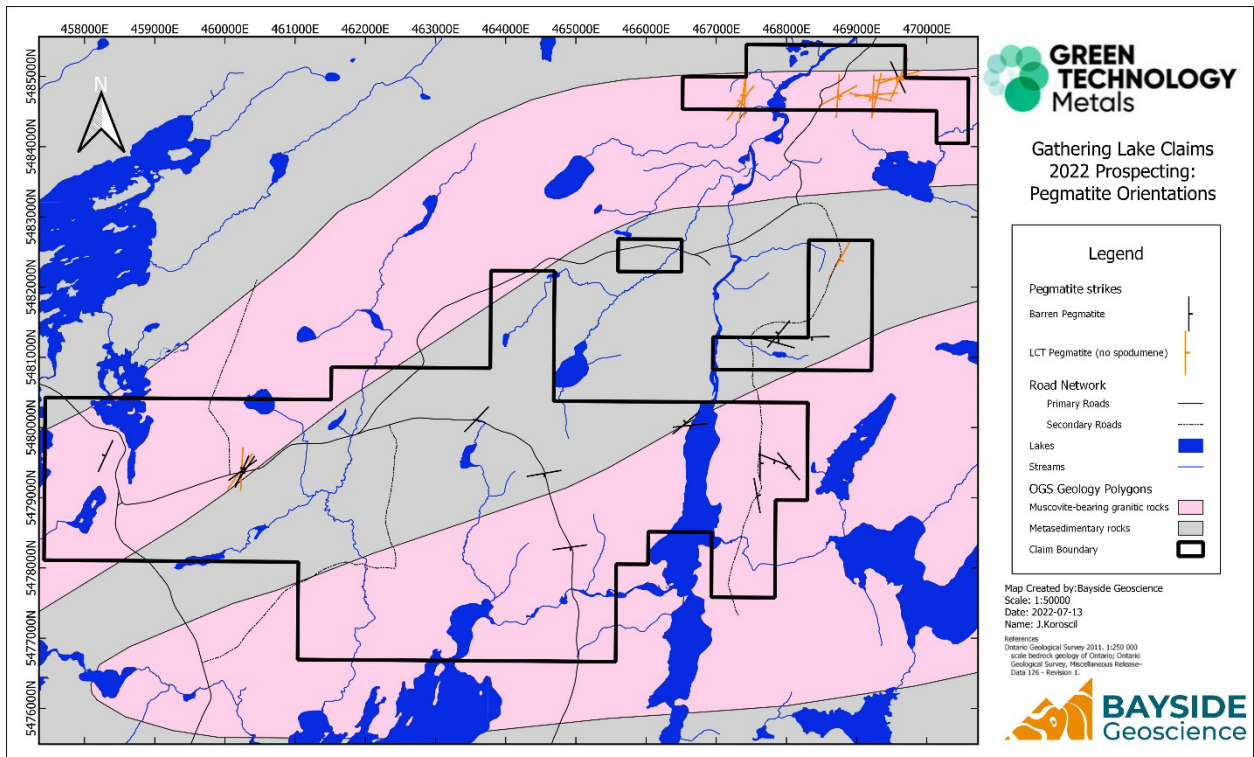 458000E 459000E 460000E 461000E 462000E 463000E 464000E 465000E 466000E 467000E 468000E 469000E 470000E
5485000N
5484000N
5483000N
5482000N
5481000N
5480000N
5479000N
5478000N
5477000N
5476000N
N
GREEN
TECHNOLOGY
Metals
Gathering Lake Claims
2022 Prospecting:
Pegmatite Orientations
Legend
Pegmatite strikes
Barren Pegmatite
LCT Pegmatite (no spodumene)
Road Network
Primary Roads
Secondary Roads
Lakes
Streams
OGS Geology Polygons
Muscovite-bearing granitic rocks
Metasedimentary rocks
Claim Boundary
Map Created by:Bayside Geoscience
Scale: 1:50000
Date: 2022-07-13
Name: J.Koroscil
References
Ontario Geological Survey 2011. 1:250 000
scale bedrock geology of Ontario; Ontario
Geological Survey, Miscellaneous Release-
Data 126 - Revision 1.
BAYSIDE
Geoscience